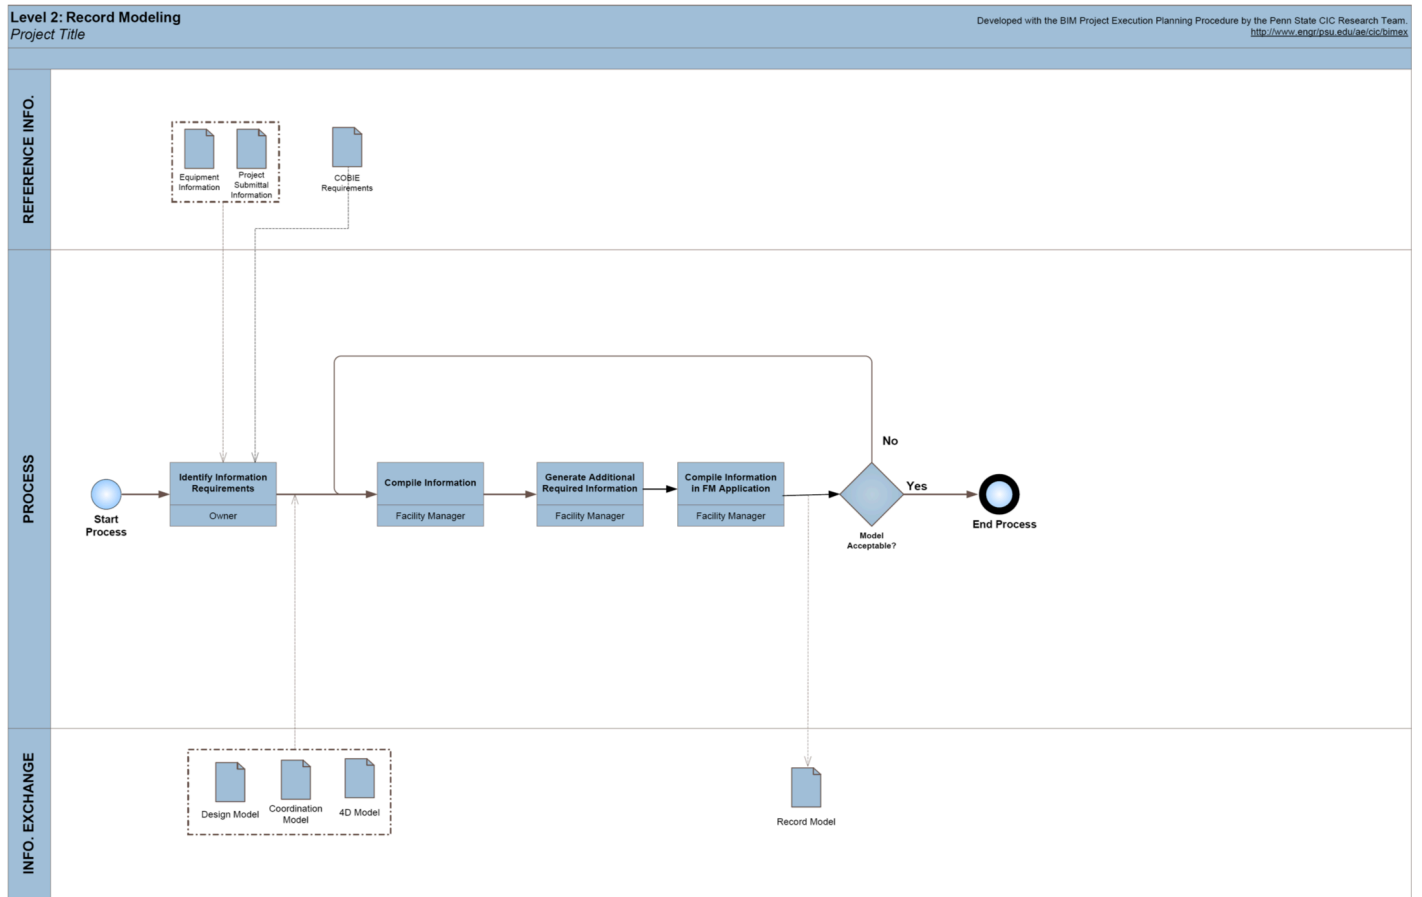 Level 2: Record Modeling
Project Title
Developed with the BIM Project Execution Planning Procedure by the Penn State CIC Research Team.
http://www.engr/psu.edu/ae/cic/bimex
REFERENCE INFO.
Equipment
Information
Project
Submittal
Information
COBIE
Requirements
PROCESS
Start
Process
Identify Information
Requirements
Owner
Compile Information
Facility Manager
Generate Additional
Required Information
Facility Manager
Compile Information
in FM Application
Facility Manager
No
Yes
Model
Acceptable?
End Process
INFO. EXCHANGE
Design Model
Coordination
Model
4D Model
Record Model